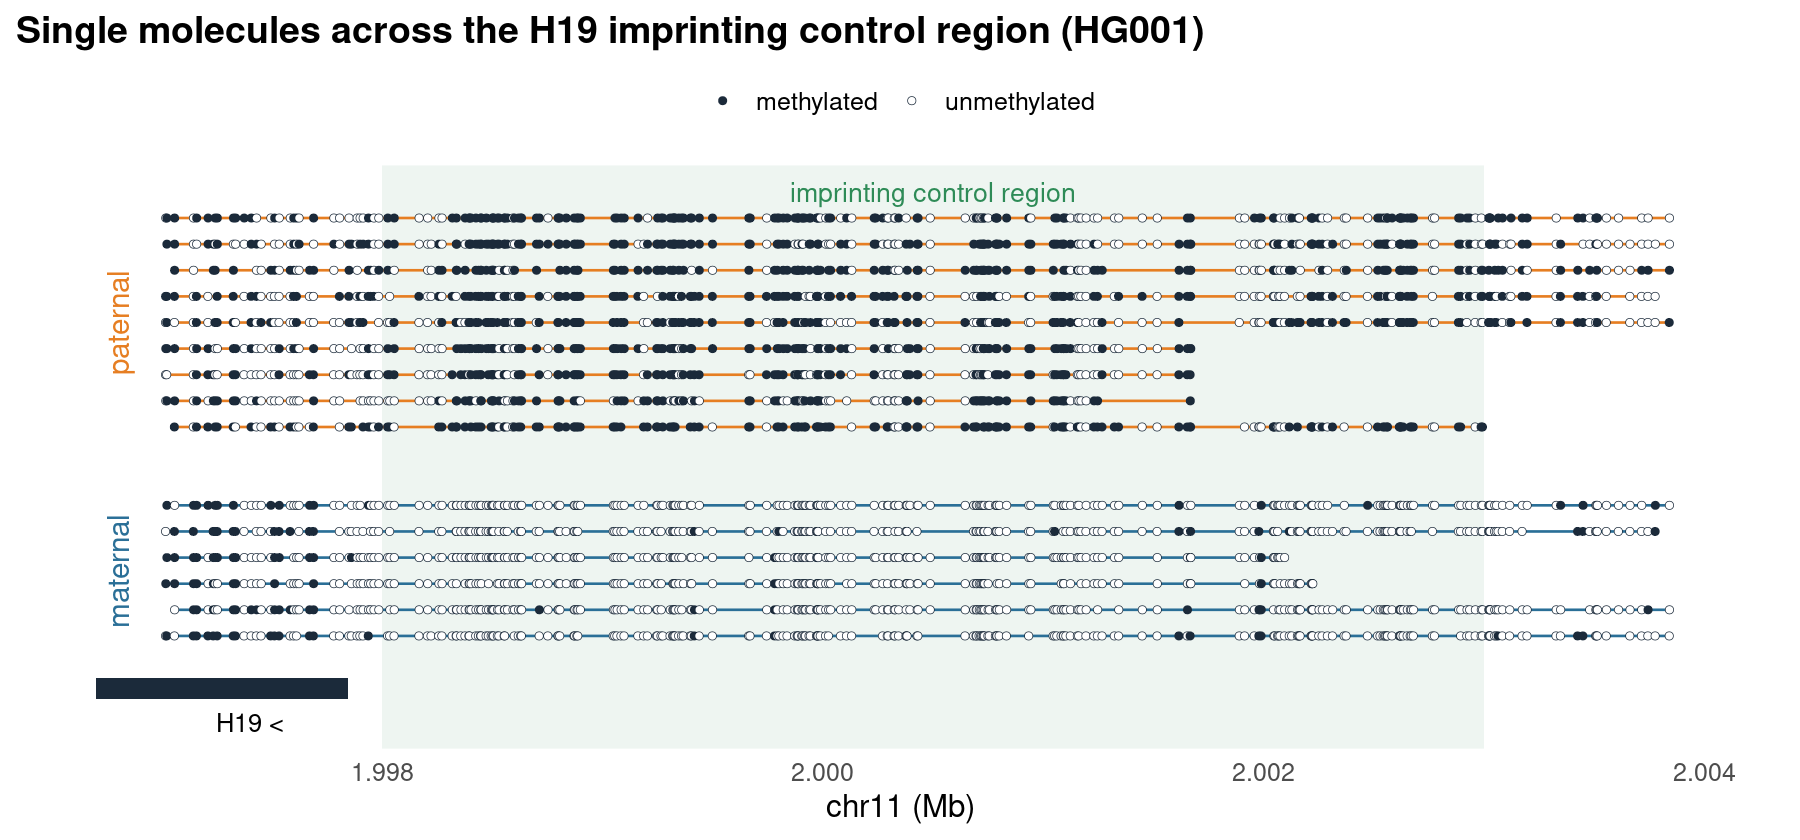 Single molecules across the H19 imprinting control region (HG001)
methylated unmethylated
imprinting control region
paternal
maternal
H19 <
1.998 2.000 2.002 2.004
chr11 (Mb)